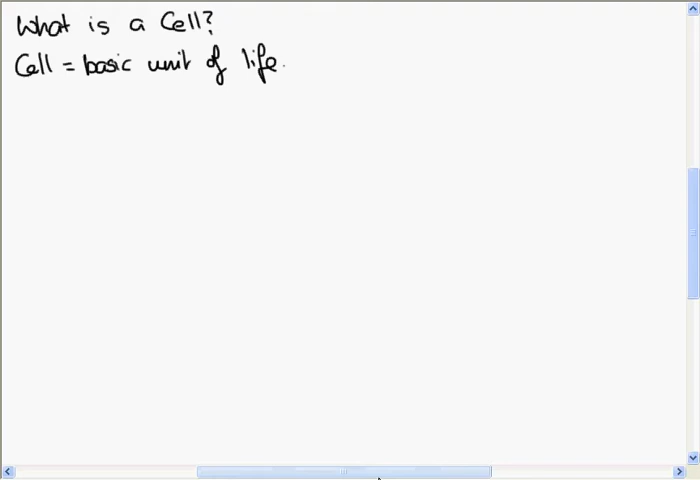 What is a Cell?
Cell = basic unit of life.